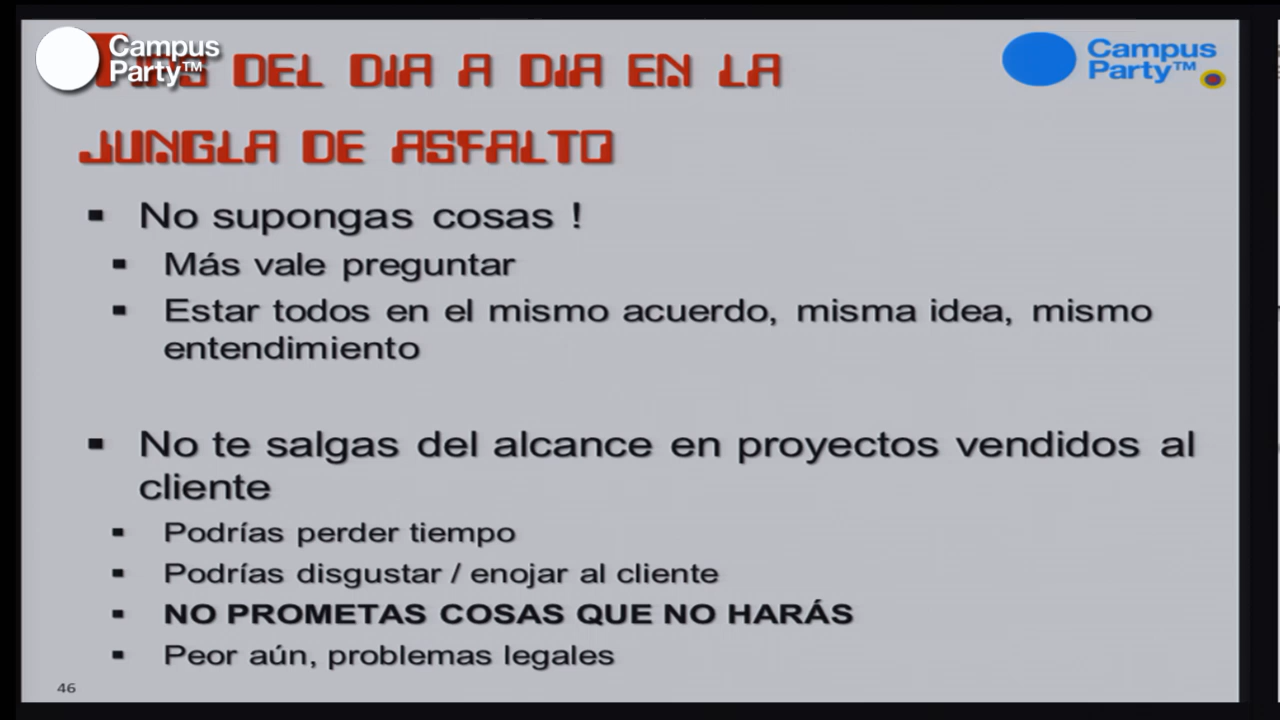 Campus
Party™
Campus
Party™
DEL DIA A DIA EN LA
JUNGLA DE ASFALTO
▪ No supongas cosas !
▪ Más vale preguntar
▪ Estar todos en el mismo acuerdo, misma idea, mismo
entendimiento
▪ No te salgas del alcance en proyectos vendidos al
cliente
▪ Podrías perder tiempo
▪ Podrías disgustar / enojar al cliente
▪ NO PROMETAS COSAS QUE NO HARÁS
▪ Peor aún, problemas legales
46